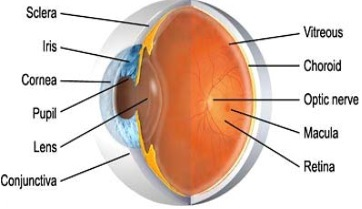 Sclera
Iris
Cornea
Pupil
Lens
Conjunctiva
Vitreous
Choroid
Optic nerve
Macula
Retina